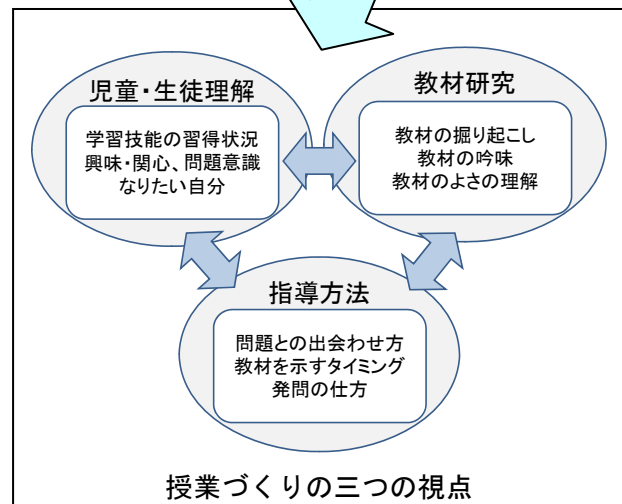 児童・生徒理解
学習技能の習得状況
興味・関心、問題意識
なりたい自分
教材研究
教材の掘り起こし
教材の吟味
教材のよさの理解
指導方法
問題との出会わせ方
教材を示すタイミング
発問の仕方
授業づくりの三つの視点